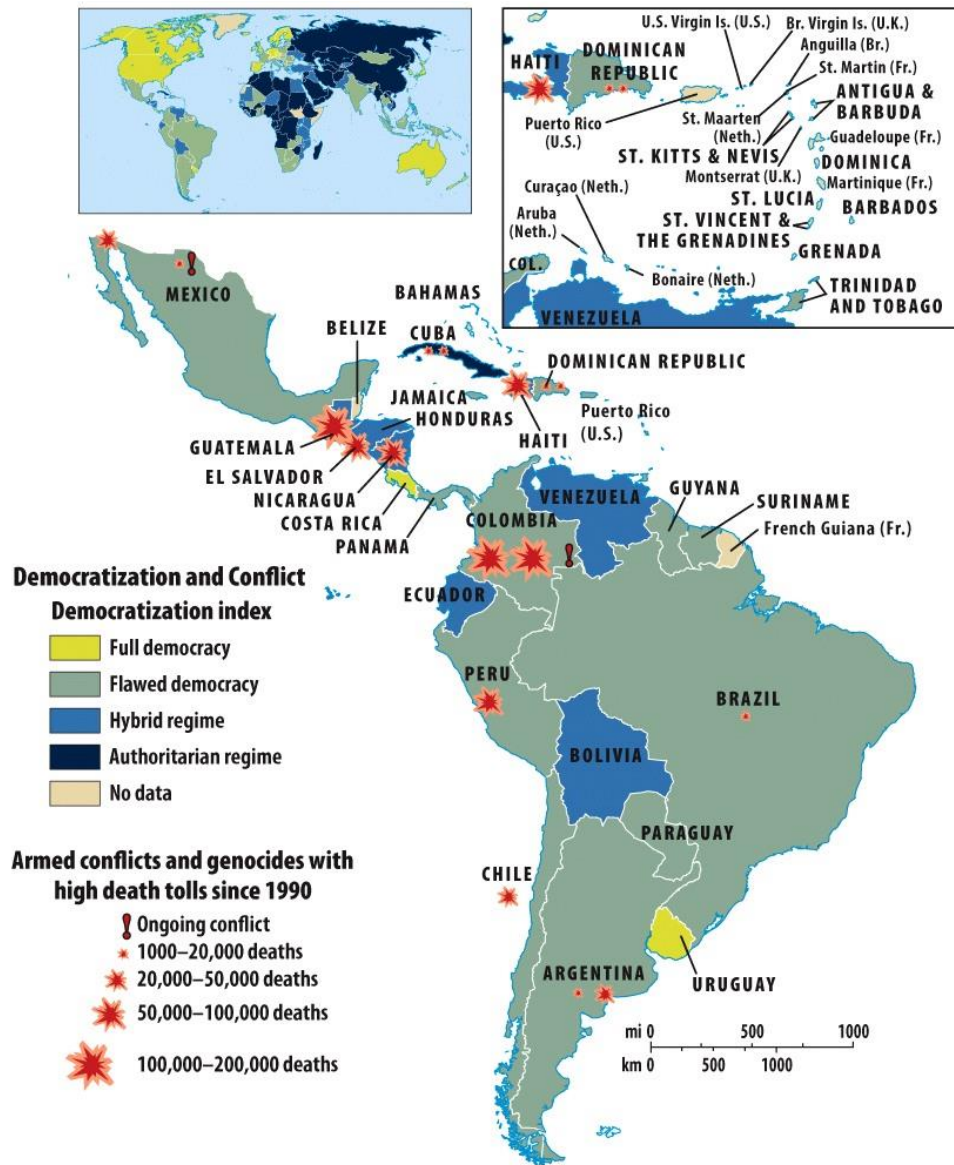 U.S. Virgin Is. (U.S.)
Br. Virgin Is. (U.K.)
Anguilla (Br.)
St. Martin (Fr.)
HAITI
DOMINICAN
REPUBLIC
ANTIGUA &
BARBUDA
Puerto Rico
(U.S.)
St. Maarten
(Neth.)
Guadeloupe (Fr.)
ST. KITTS & NEVIS
Montserrat (U.K.)
DOMINICA
Martinique (Fr.)
Curaçao (Neth.)
ST. LUCIA
BARBADOS
Aruba
(Neth.)
ST. VINCENT &
THE GRENADINES
GRENADA
COL.
Bonaire (Neth.)
TRINIDAD
AND TOBAGO
VENEZUELA
MEXICO
BAHAMAS
CUBA
BELIZE
DOMINICAN REPUBLIC
JAMAICA
HONDURAS
Puerto Rico
(U.S.)
HAITI
GUATEMALA
EL SALVADOR
NICARAGUA
COSTA RICA
PANAMA
VENEZUELA
GUYANA
SURINAME
French Guiana (Fr.)
COLOMBIA
ECUADOR
PERU
BRAZIL
BOLIVIA
PARAGUAY
CHILE
ARGENTINA
URUGUAY
Democratization and Conflict
Democratization index
Full democracy
Flawed democracy
Hybrid regime
Authoritarian regime
No data
Armed conflicts and genocides with
high death tolls since 1990
Ongoing conflict
1000–20,000 deaths
20,000–50,000 deaths
50,000–100,000 deaths
100,000–200,000 deaths
mi 0 500 1000
km 0 500 1000